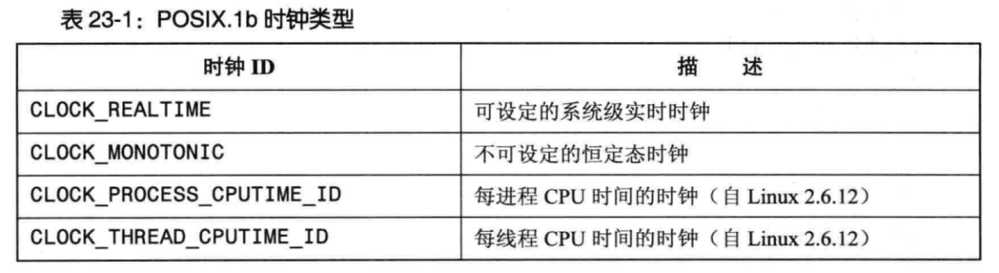 表 23-1：POSIX.1b 时钟类型
时钟 ID 描 述
CLOCK_REALTIME 可设定的系统级实时时钟
CLOCK_MONOTONIC 不可设定的恒定态时钟
CLOCK_PROCESS_CPUTIME_ID 每进程 CPU 时间的时钟（自 Linux 2.6.12）
CLOCK_THREAD_CPUTIME_ID 每线程 CPU 时间的时钟（自 Linux 2.6.12）